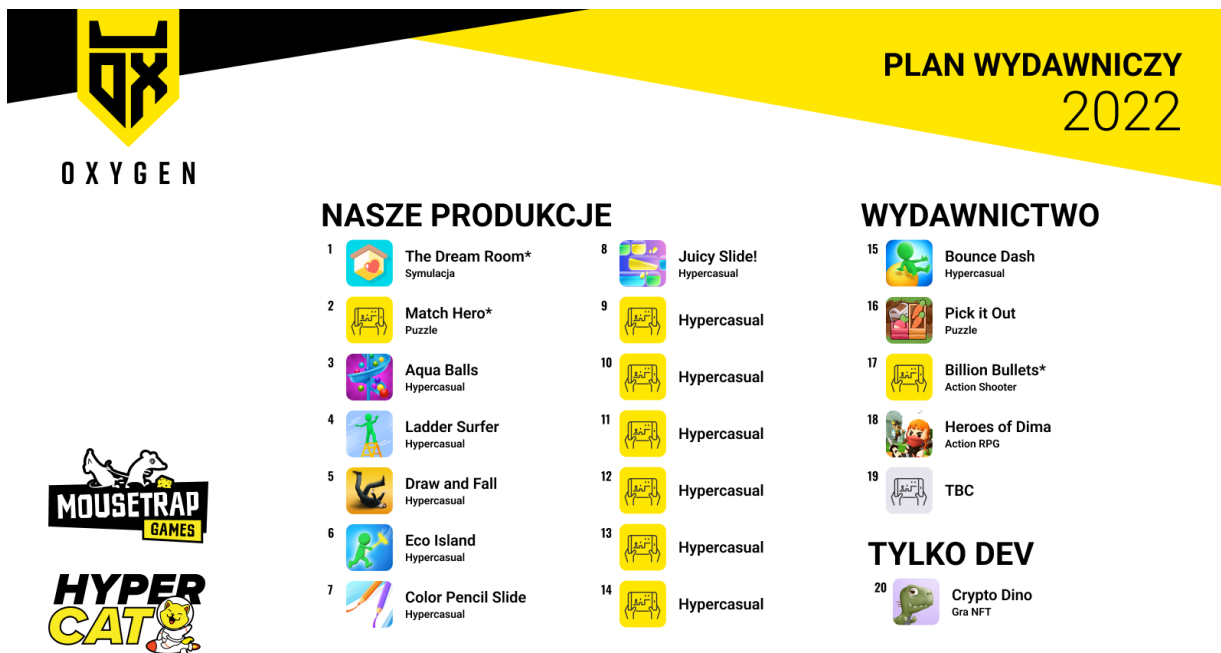 OX
OXYGEN
PLAN WYDAWNICZY
2022
NASZE PRODUKCJE
1
The Dream Room*
Symulacja
2
Match Hero*
Puzzle
3
Aqua Balls
Hypercasual
4
Ladder Surfer
Hypercasual
5
Draw and Fall
Hypercasual
6
Eco Island
Hypercasual
7
Color Pencil Slide
Hypercasual
8
Juicy Slide!
Hypercasual
9
Hypercasual
10
Hypercasual
11
Hypercasual
12
Hypercasual
13
Hypercasual
14
Hypercasual
WYDAWNICTWO
15
Bounce Dash
Hypercasual
16
Pick it Out
Puzzle
17
Billion Bullets*
Action Shooter
18
Heroes of Dima
Action RPG
19
TBC
TYLKO DEV
20
Crypto Dino
Gra NFT
MOUSETRAP
GAMES
HYPER
CAT